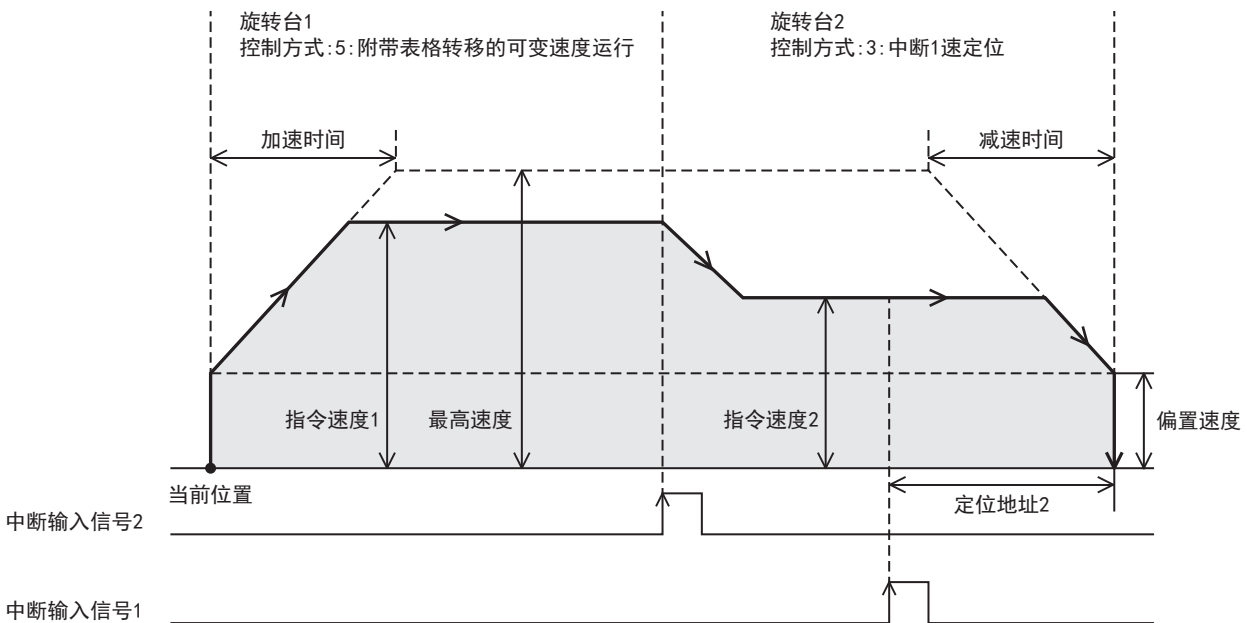 旋转台1
控制方式:5:附带表格转移的可变速度运行
旋转台2
控制方式:3:中断1速定位
加速时间
减速时间
指令速度1
最高速度
指令速度2
偏置速度
当前位置
定位地址2
中断输入信号2
中断输入信号1